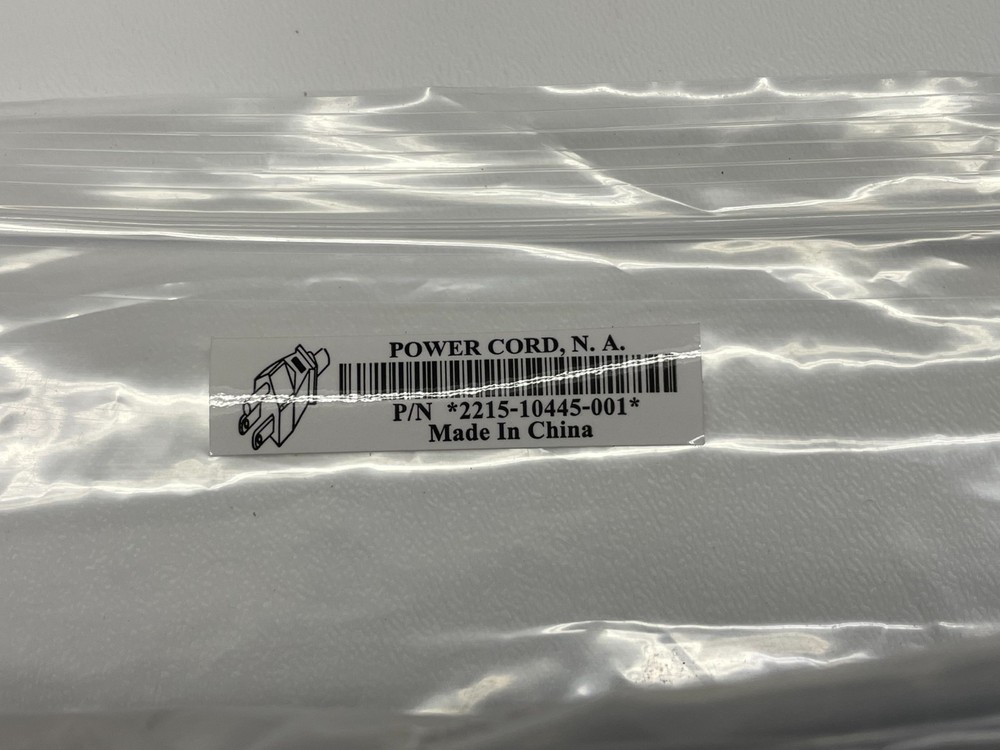 POWER CORD, N. A.
P/N *2215-10445-001*
Made In China